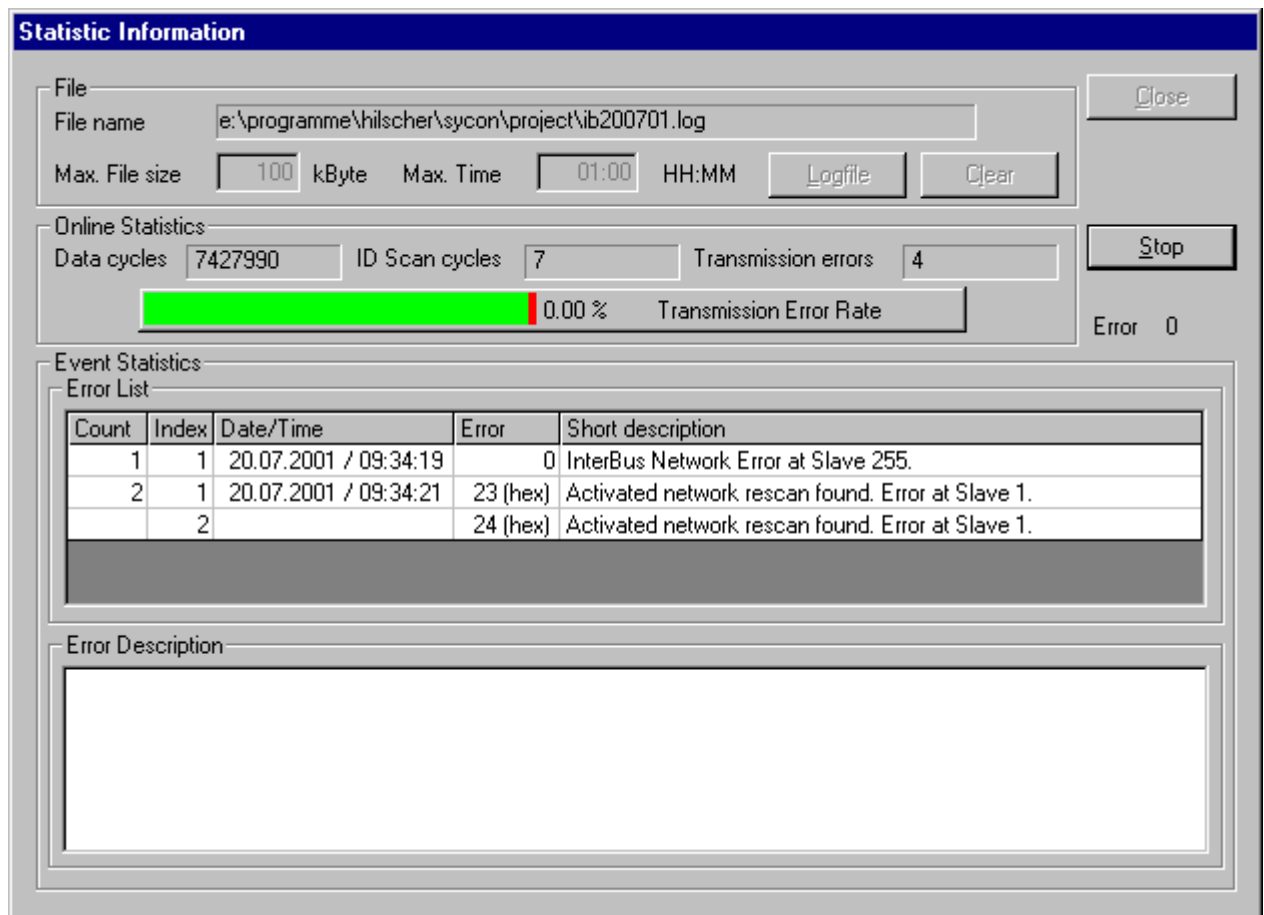 Statistic Information
File
Close
File name e:\programme\hilscher\sycon\project\ib200701.log
Max. File size 100 kByte Max. Time 01:00 HH:MM Logfile Clear
Online Statistics
Data cycles 7427990 ID Scan cycles 7 Transmission errors 4
Stop
0.00 % Transmission Error Rate
Error 0
Event Statistics
Error List
Count Index Date/Time Error Short description
1 1 20.07.2001 / 09:34:19 0 InterBus Network Error at Slave 255.
2 1 20.07.2001 / 09:34:21 23 (hex) Activated network rescan found. Error at Slave 1.
2 24 (hex) Activated network rescan found. Error at Slave 1.
Error Description